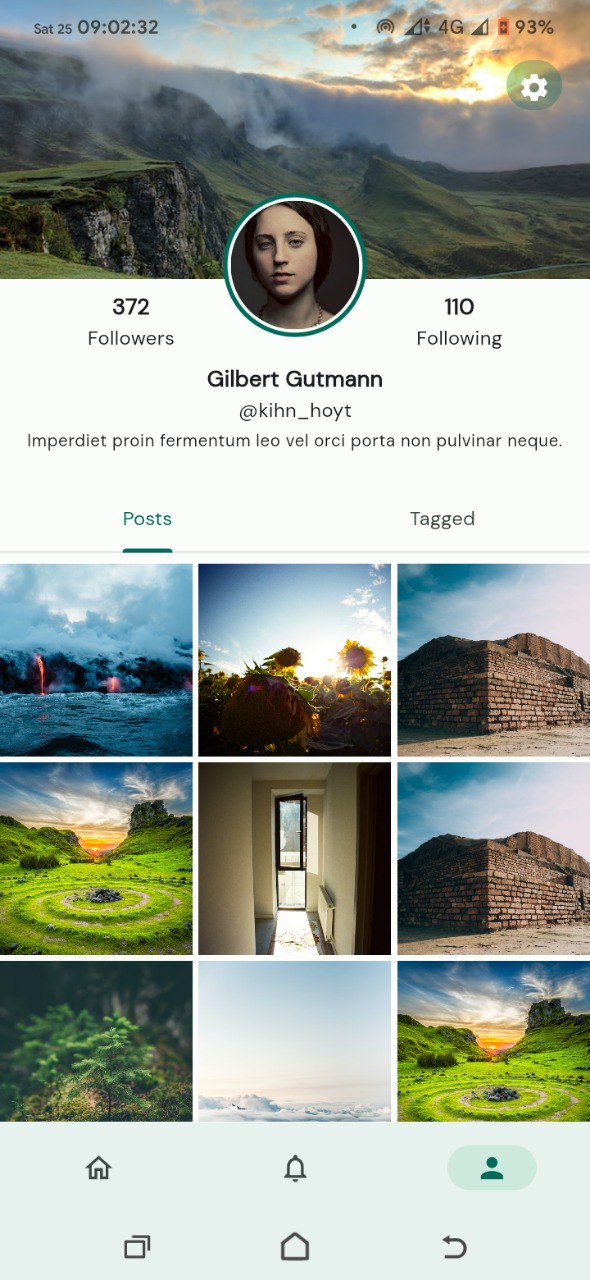 Sat 25 09:02:32
4G 93%
372
110
Followers
Following
Gilbert Gutmann
@kihn_hoyt
Imperdiet proin fermentum leo vel orci porta non pulvinar neque.
Posts
Tagged